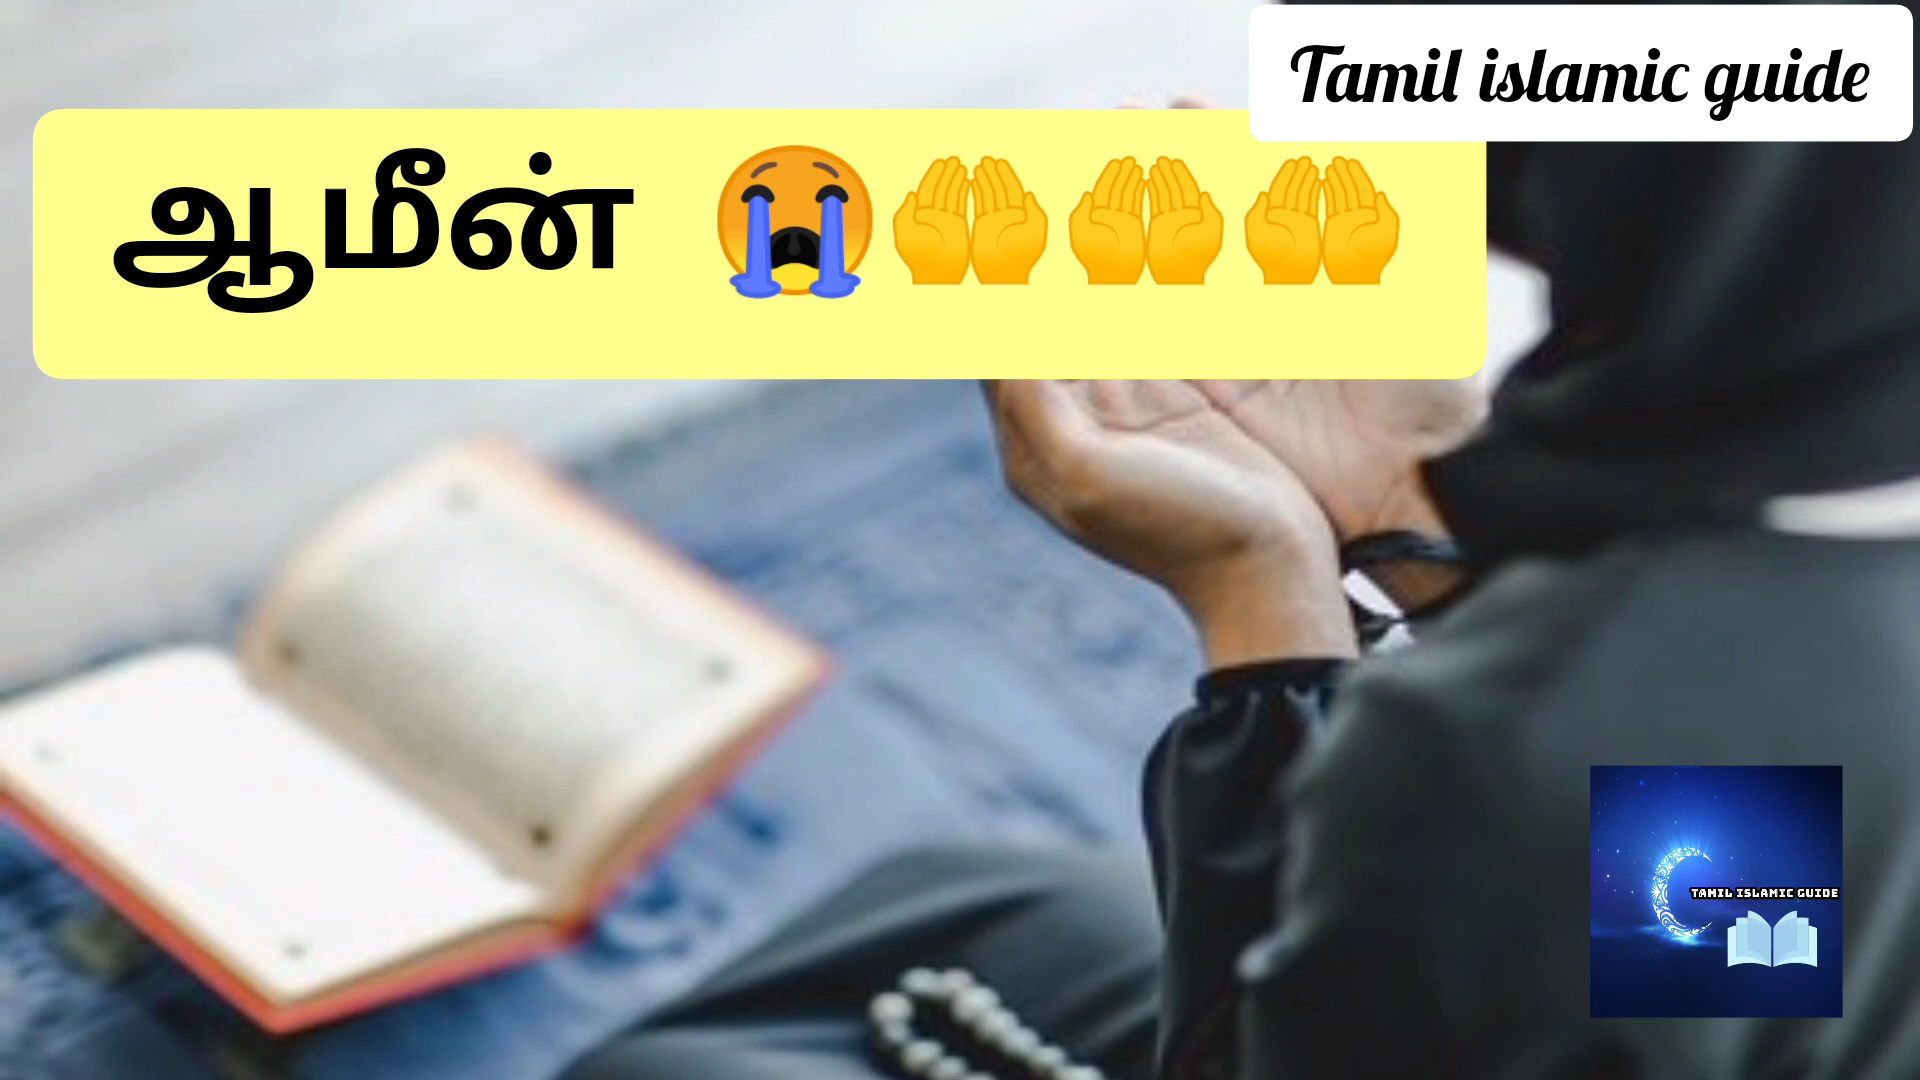 Tamil islamic guide
ஆமீன் 😭🤲🤲🤲
TAMIL ISLAMIC GUIDE